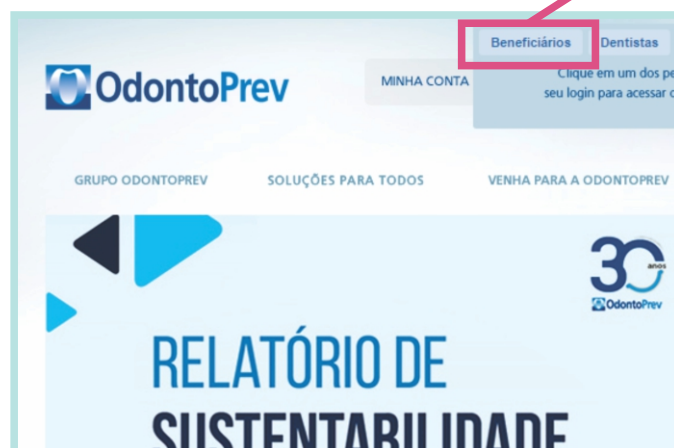 Beneficiários Dentistas
OdontoPrev
MINHA CONTA
Clique em um dos
seu login para acessar
GRUPO ODONTOPREV SOLUÇÕES PARA TODOS VENHA PARA A ODONTOPREV
30
anos
OdontoPrev
RELATÓRIO DE
SUSTENTABILIDADE